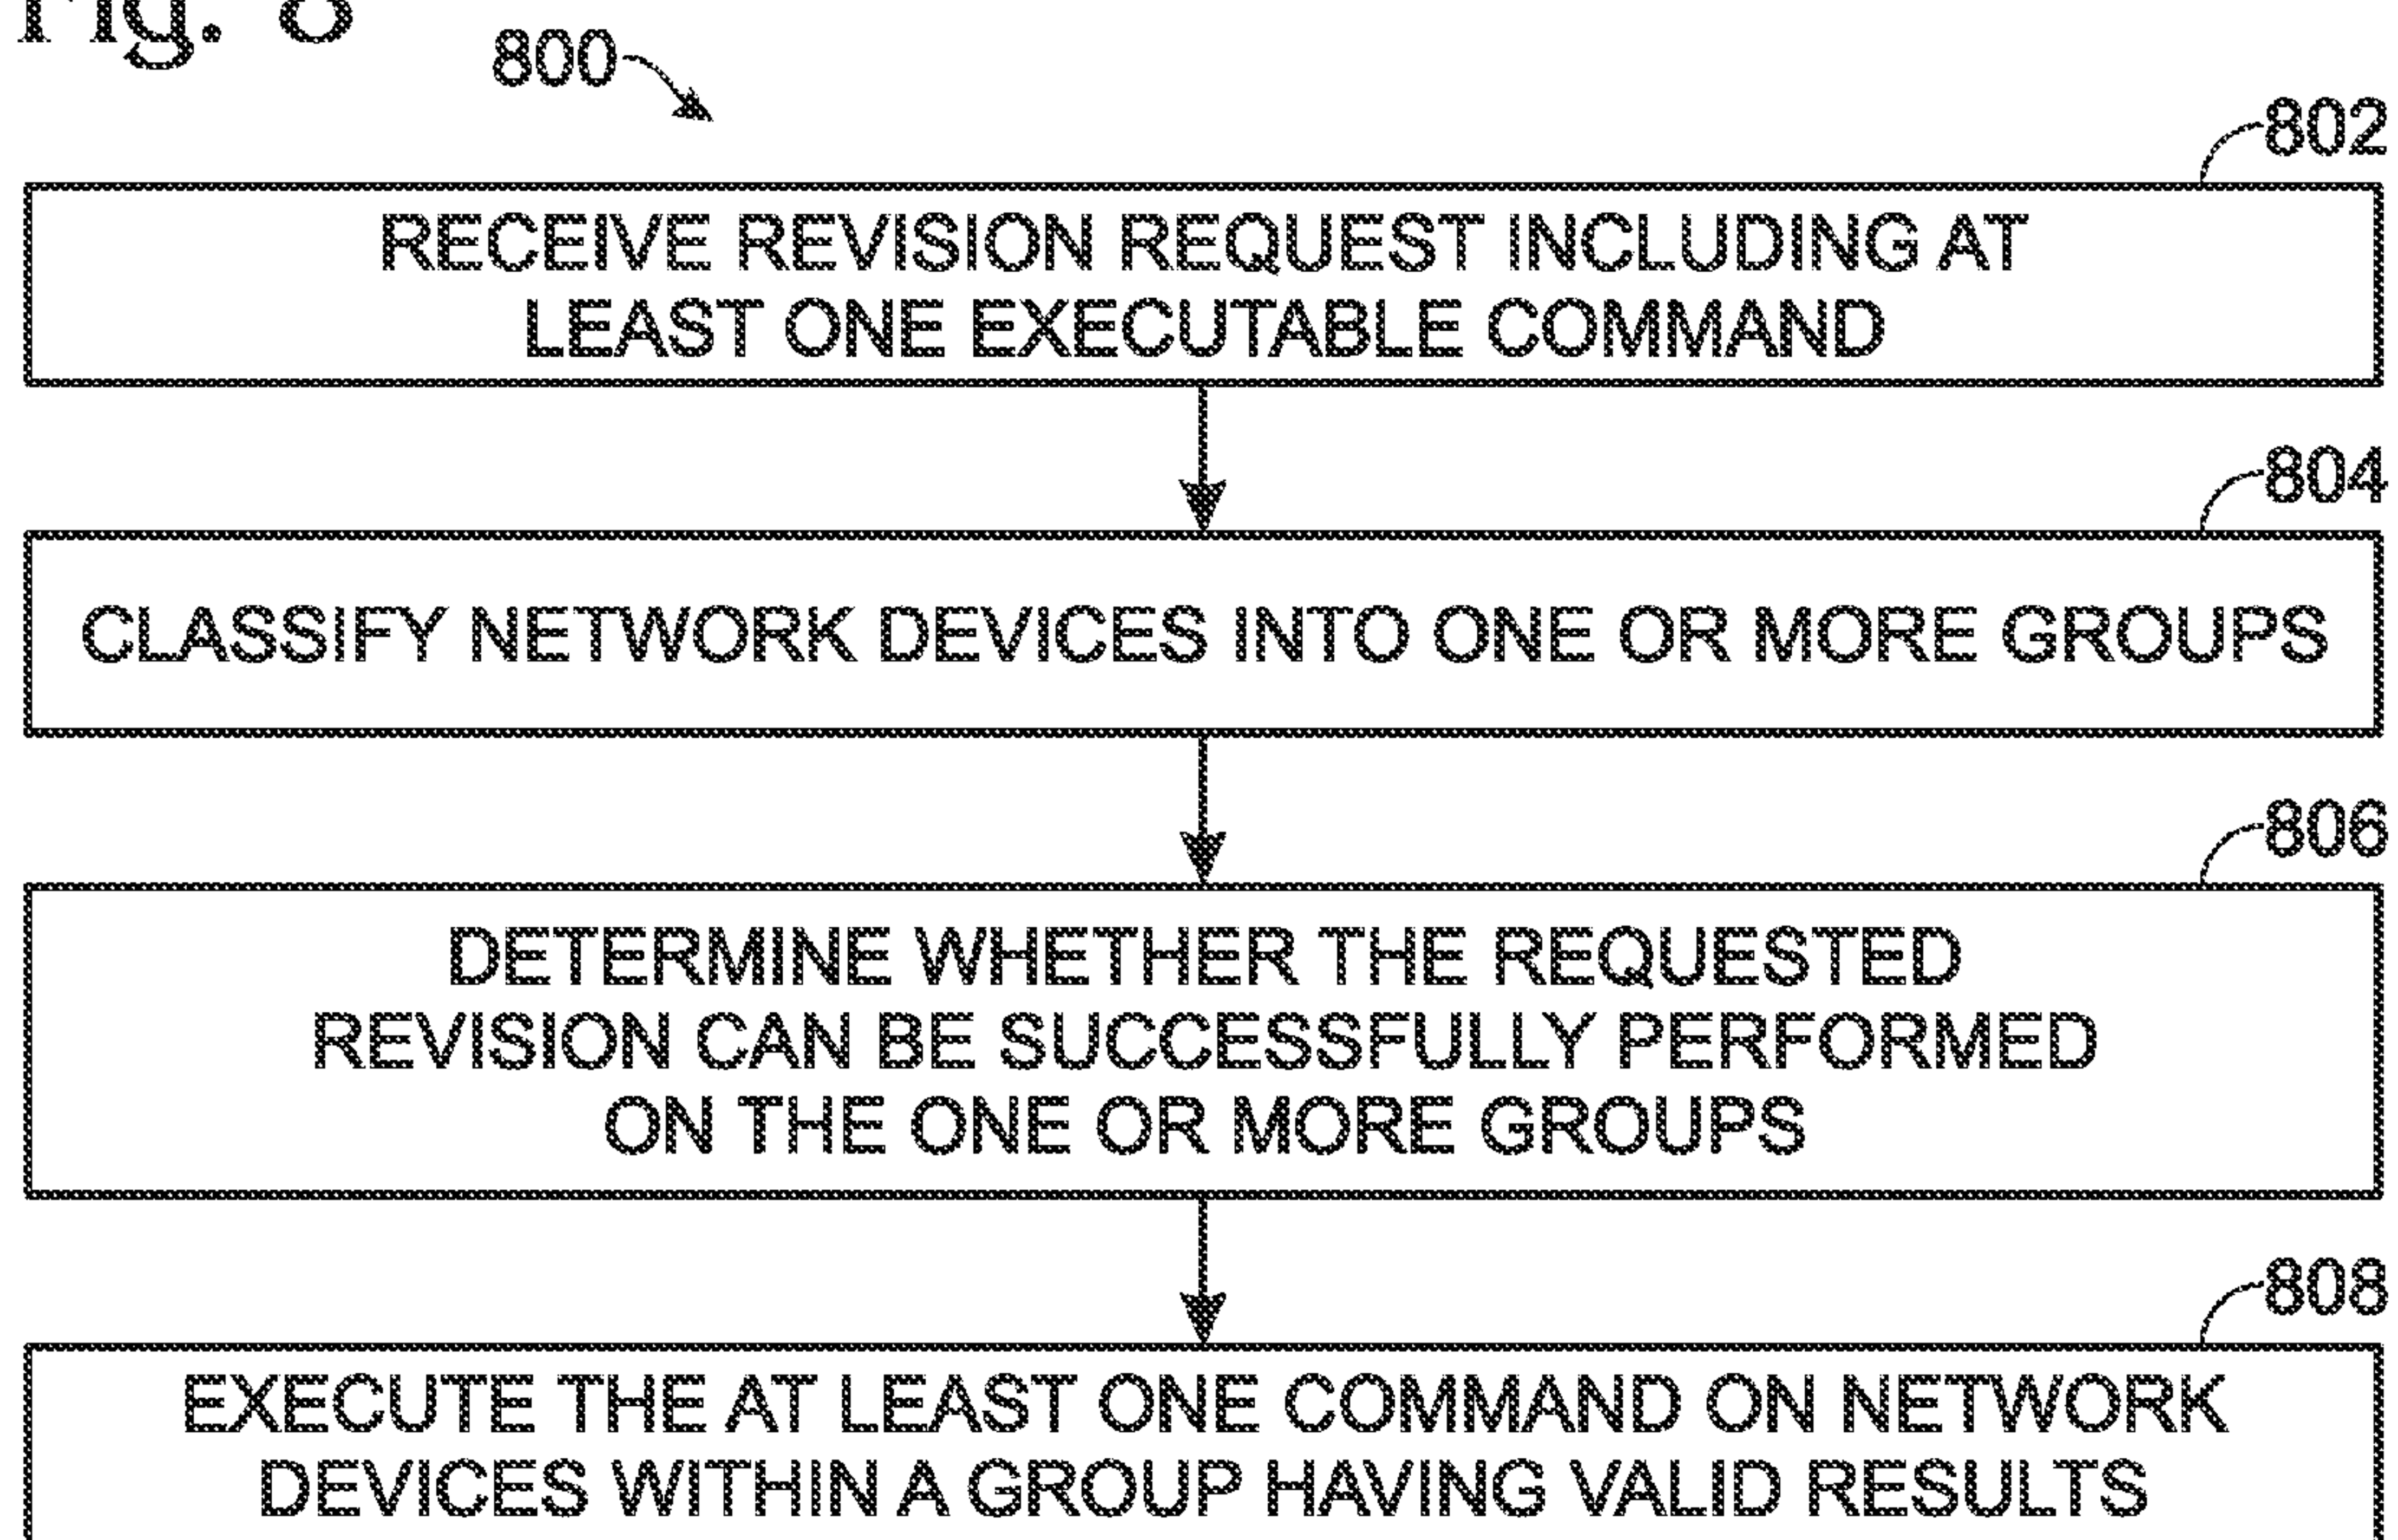 Fig. 8
800
802
RECEIVE REVISION REQUEST INCLUDING AT
LEAST ONE EXECUTABLE COMMAND
804
CLASSIFY NETWORK DEVICES INTO ONE OR MORE GROUPS
806
DETERMINE WHETHER THE REQUESTED
REVISION CAN BE SUCCESSFULLY PERFORMED
ON THE ONE OR MORE GROUPS
808
EXECUTE THE AT LEAST ONE COMMAND ON NETWORK
DEVICES WITHIN A GROUP HAVING VALID RESULTS